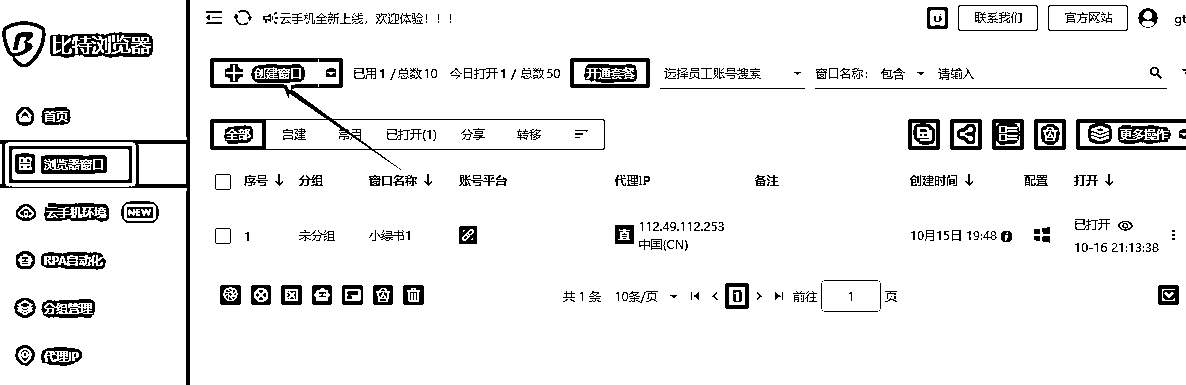 云手机全新上线，欢迎体验！！！
联系我们
官方网站
gt
比特浏览器
首页
浏览器窗口
云手机环境 NEW
RPA自动化
分组管理
代理IP
创建窗口
已用 1 / 总数10 今日打开 1 / 总数50
开通套餐
选择员工账号搜索
窗口名称: 包含 请输入
全部 自建 常用 已打开(1) 分享 转移
更多操作
序号 分组 窗口名称 账号平台 代理IP 备注 创建时间 配置 打开
1 未分组 小绿书1 直 112.49.112.253 中国(CN) 10月15日 19:48 已打开 10-16 21:13:38
共 1 条 10条/页 1 前往 1 页